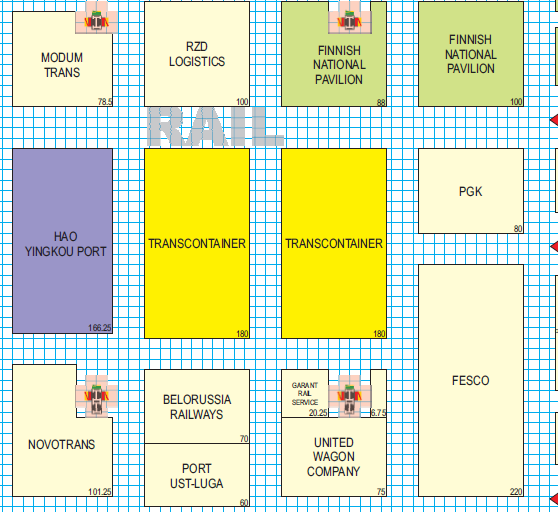 MODUM
TRANS
78.5
RZD
LOGISTICS
100
FINNISH
NATIONAL
PAVILION
88
FINNISH
NATIONAL
PAVILION
100
RAIL
HAO
YINGKOU PORT
166.25
TRANSCONTAINER
180
TRANSCONTAINER
180
PGK
80
FESCO
220
NOVOTRANS
101.25
BELORUSSIA
RAILWAYS
70
PORT
UST-LUGA
60
GARANT
RAIL
SERVICE
20.25
6.75
UNITED
WAGON
COMPANY
75